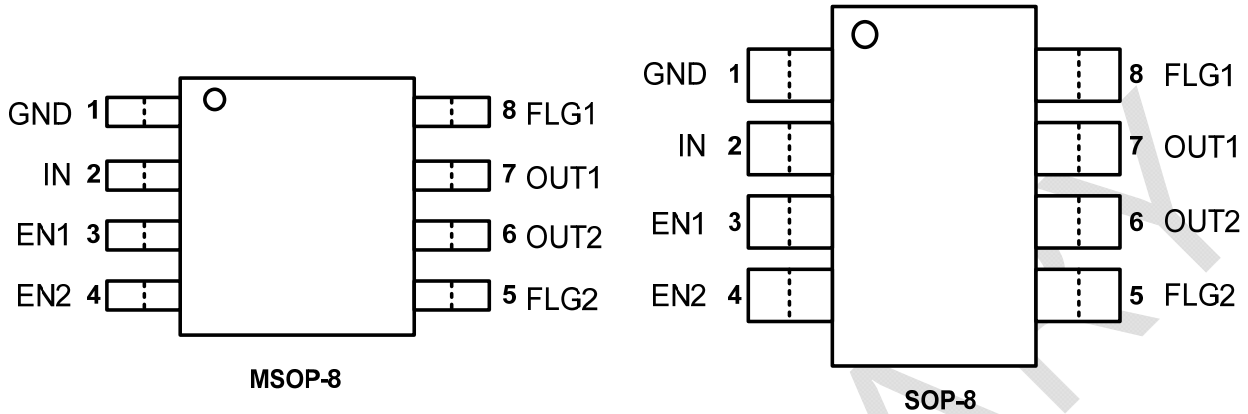 GND 1 8 FLG1
IN 2 7 OUT1
EN1 3 6 OUT2
EN2 4 5 FLG2
MSOP-8
GND 1 8 FLG1
IN 2 7 OUT1
EN1 3 6 OUT2
EN2 4 5 FLG2
SOP-8